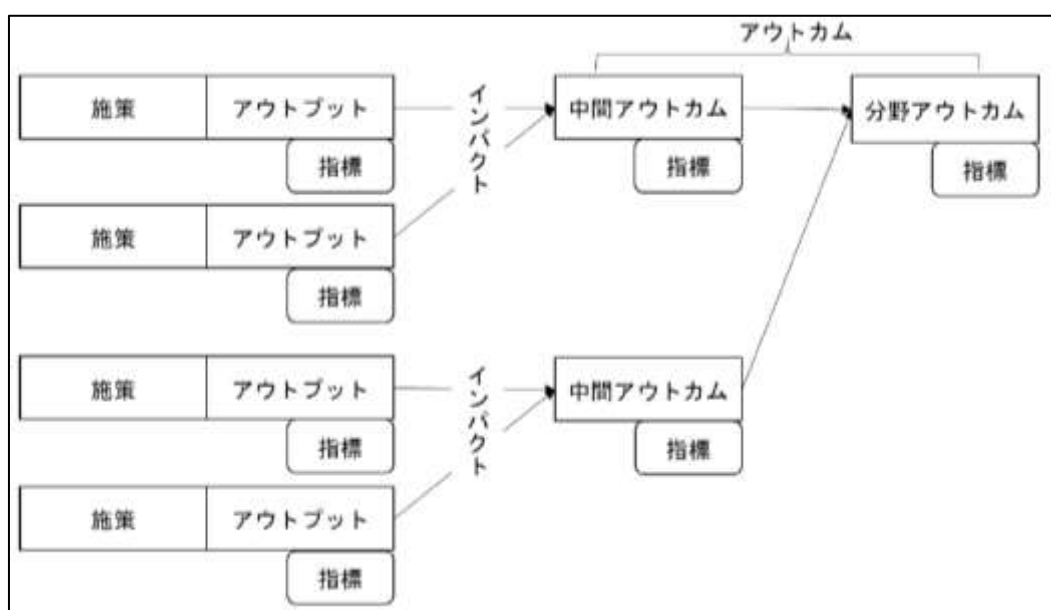 アウトカム
施策 アウトプット インパクト 中間アウトカム 分野アウトカム
指標 指標 指標
施策 アウトプット
指標
施策 アウトプット インパクト 中間アウトカム
指標 指標
施策 アウトプット
指標